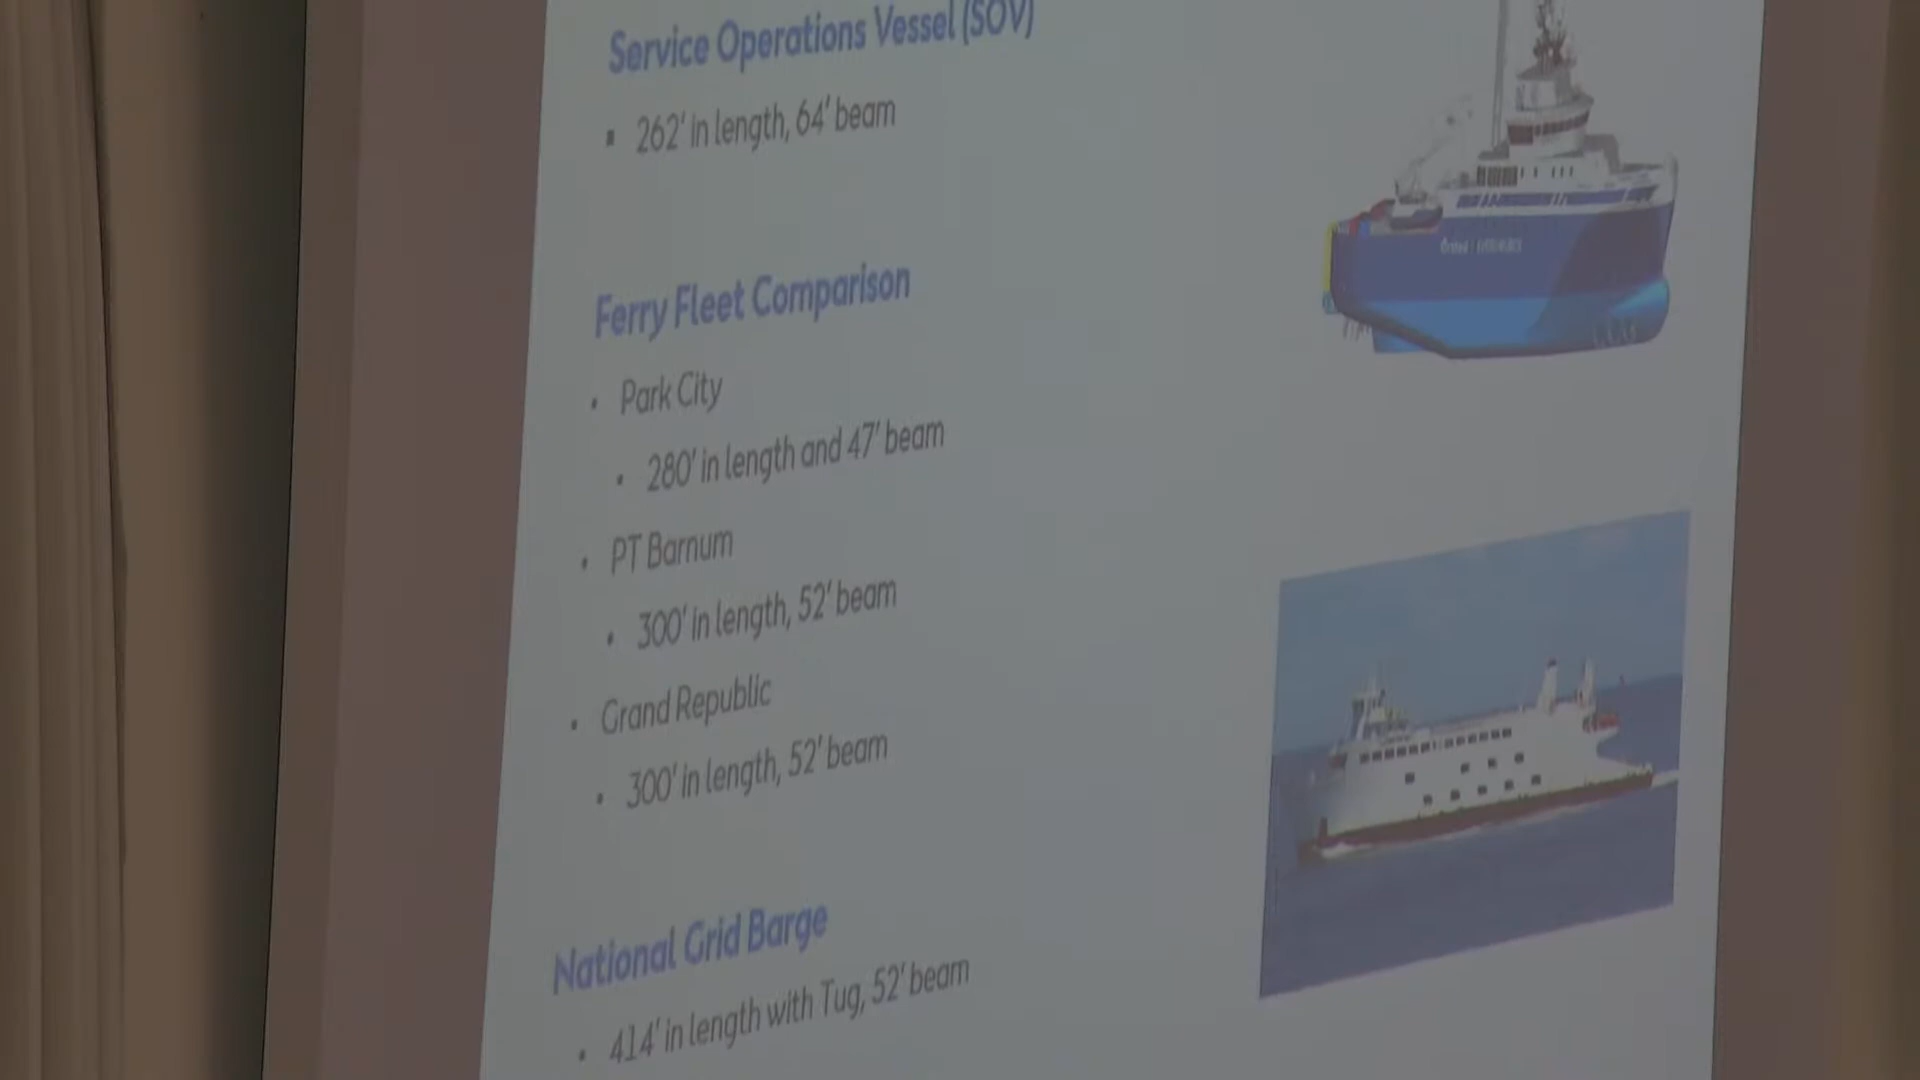 Service Operations Vessel (SOV)
▪ 262' in length, 64' beam
Ferry Fleet Comparison
• Park City
• 280' in length and 47' beam
• PT Barnum
• 300' in length, 52' beam
• Grand Republic
• 300' in length, 52' beam
National Grid Barge
• 414' in length with Tug, 52' beam